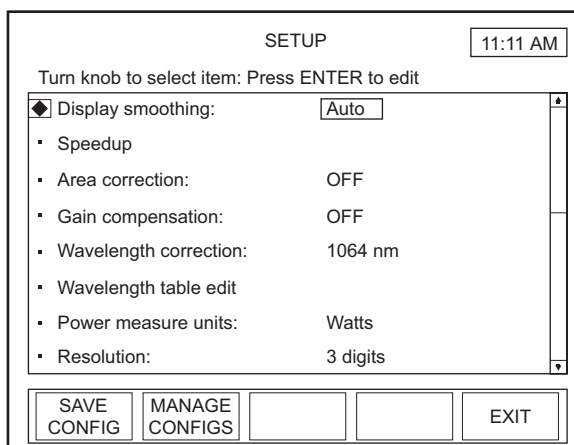 SETUP
11:11 AM
Turn knob to select item: Press ENTER to edit
Display smoothing: Auto
Speedup
Area correction: OFF
Gain compensation: OFF
Wavelength correction: 1064 nm
Wavelength table edit
Power measure units: Watts
Resolution: 3 digits
SAVE
CONFIG
MANAGE
CONFIGS
EXIT